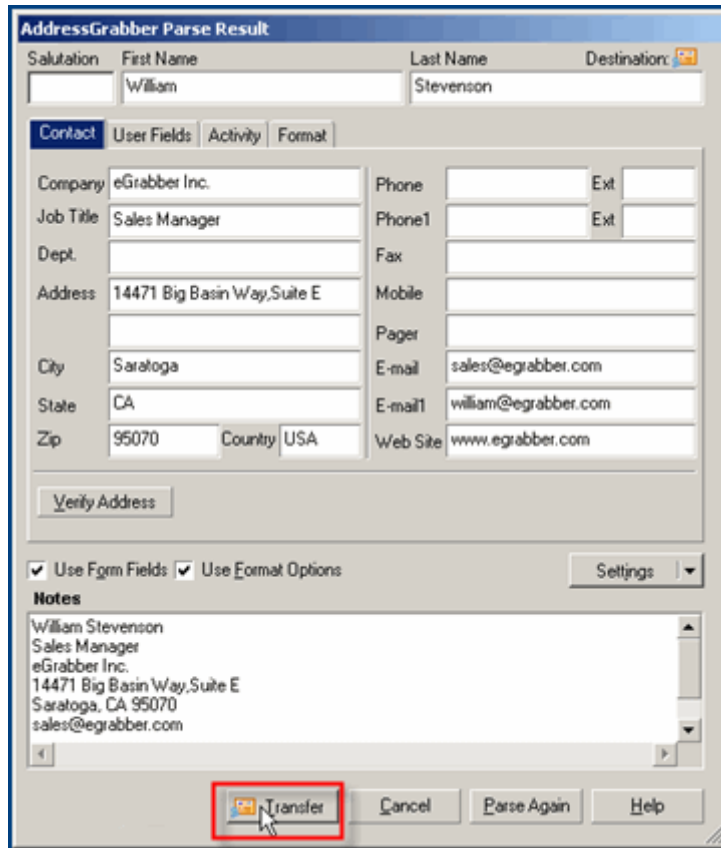 AddressGrabber Parse Result
Salutation First Name Last Name Destination:
William Stevenson
Contact User Fields Activity Format
Company eGrabber Inc. Phone Ext
Job Title Sales Manager Phone1 Ext
Dept. Fax
Address 14471 Big Basin Way,Suite E Mobile
Pager
City Saratoga E-mail sales@egrabber.com
State CA E-mail1 william@egrabber.com
Zip 95070 Country USA Web Site www.egrabber.com
Verify Address
Use Form Fields Use Format Options Settings
Notes
William Stevenson
Sales Manager
eGrabber Inc.
14471 Big Basin Way,Suite E
Saratoga, CA 95070
sales@egrabber.com
Transfer Cancel Parse Again Help